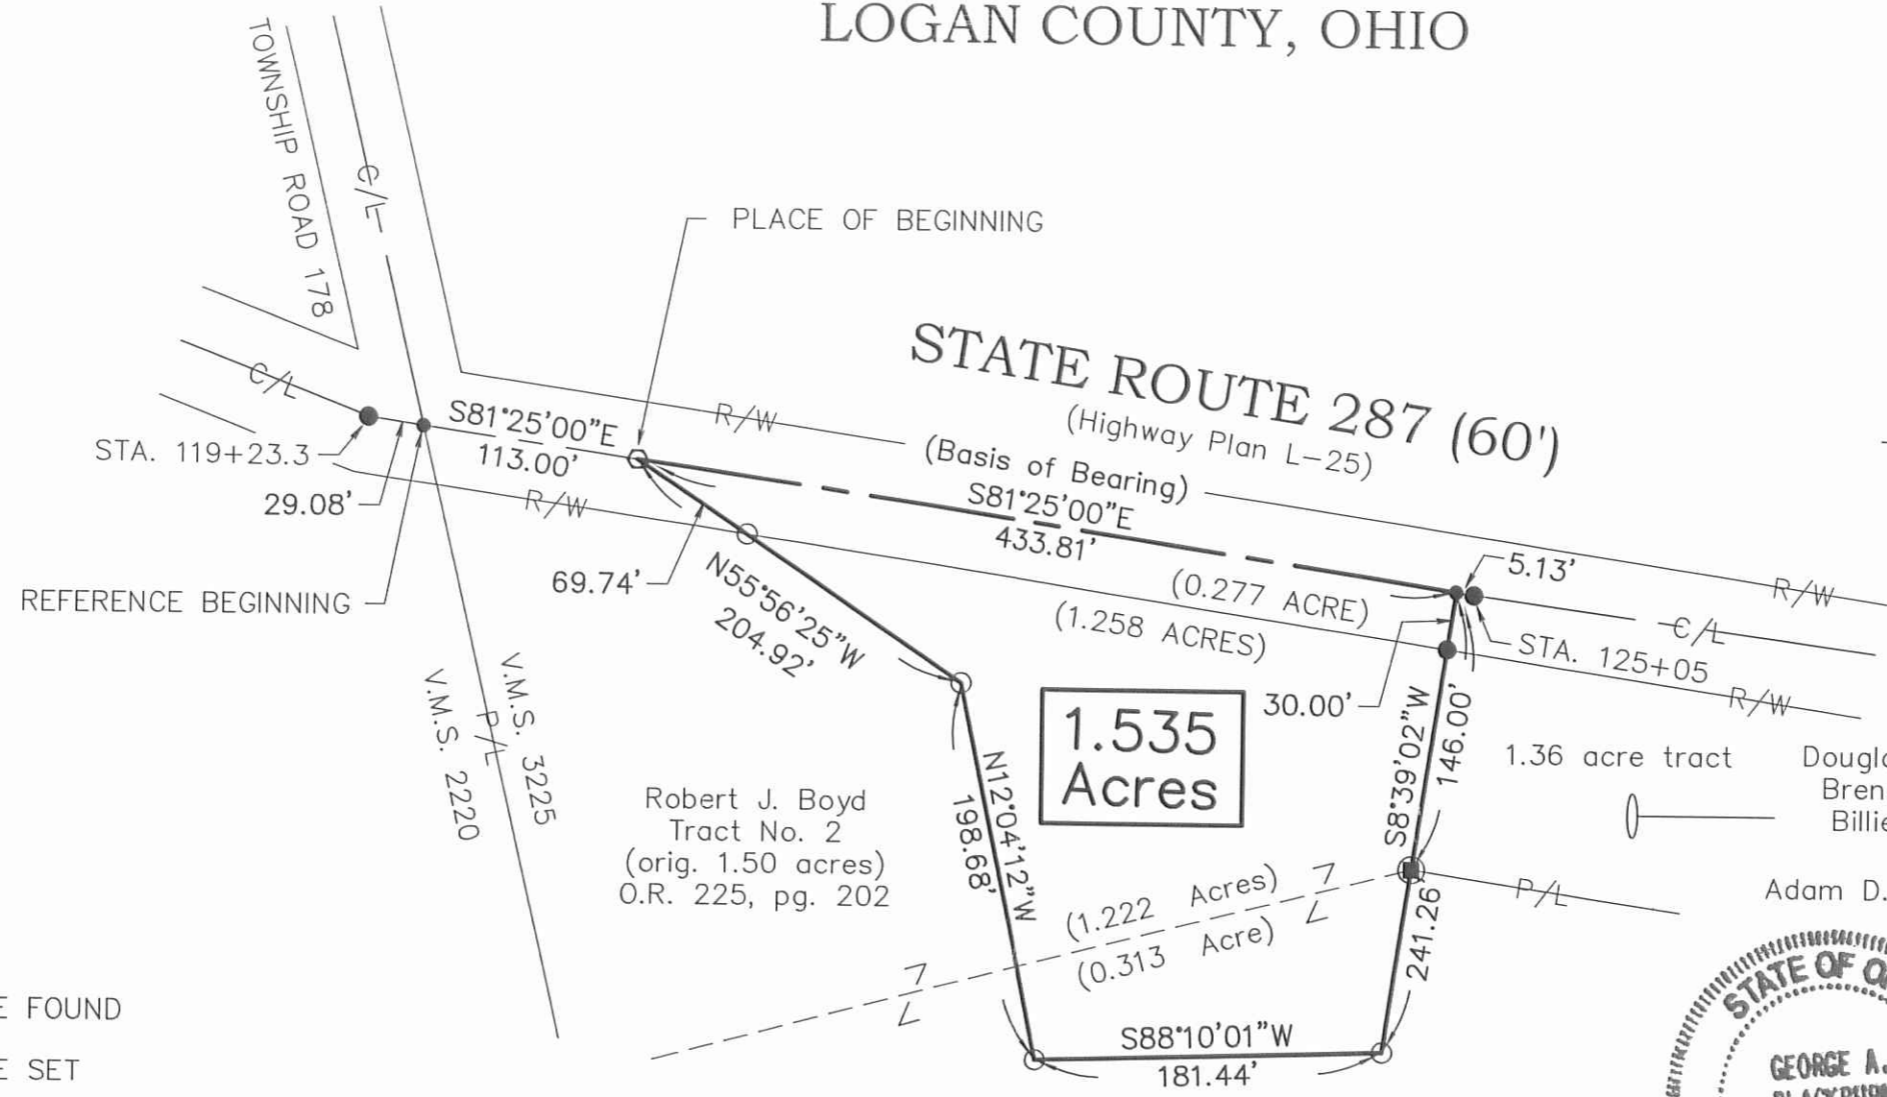 LOGAN COUNTY, OHIO
TOWNSHIP ROAD 178
C/L
PLACE OF BEGINNING
STATE ROUTE 287 (60')
(Highway Plan L-25)
(Basis of Bearing)
R/W
C/L
S81°25'00"E
113.00'
STA. 119+23.3
29.08'
R/W
S81°25'00"E
433.81'
5.13'
R/W
REFERENCE BEGINNING
69.74'
N55°56'25"W
204.92'
(0.277 ACRE)
(1.258 ACRES)
C/L
STA. 125+05
R/W
30.00'
1.535
Acres
S8°39'02"W
146.00'
V.M.S. 2220
P/L
V.M.S. 3225
1.36 acre tract
Robert J. Boyd
Tract No. 2
(orig. 1.50 acres)
O.R. 225, pg. 202
N12°04'12"W
198.68'
(1.222 Acres)
(0.313 Acre)
P/L
Adam D.
241.26'
FOUND
SET
S88°10'01"W
181.44'
STATE OF
GEORGE A.